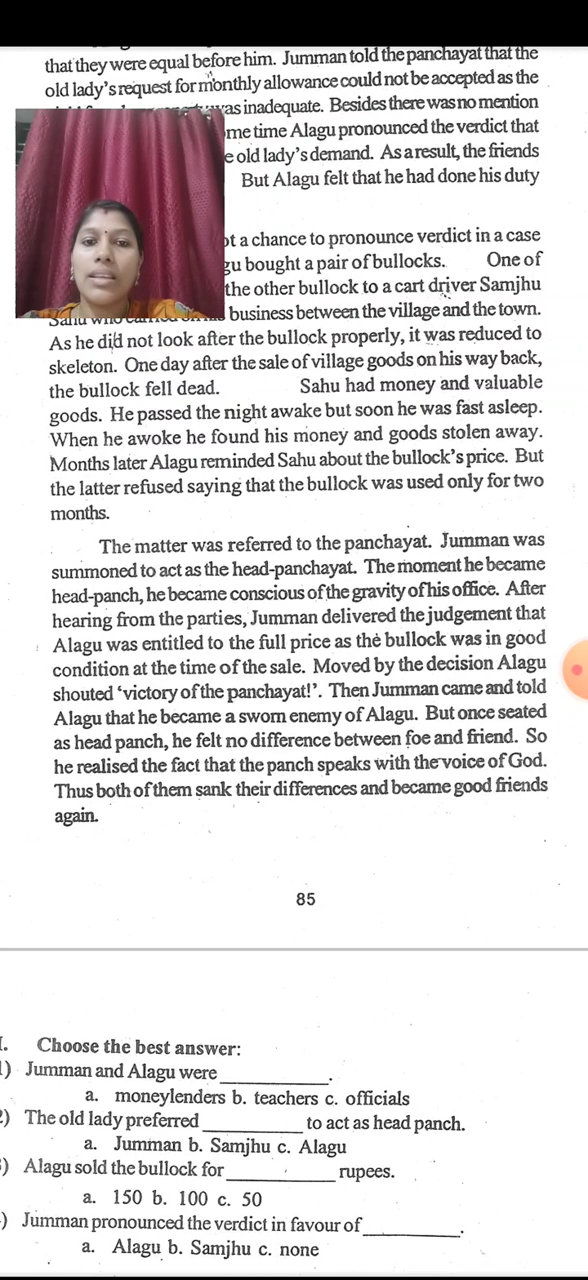 that they were equal before him. Jumman told the panchayat that the
old lady's request for monthly allowance could not be accepted as the
was inadequate. Besides there was no mention
me time Alagu pronounced the verdict that
e old lady's demand. As a result, the friends
But Alagu felt that he had done his duty
ot a chance to pronounce verdict in a case
gu bought a pair of bullocks. One of
the other bullock to a cart driver Samjhu
Sahu who business between the village and the town.
As he did not look after the bullock properly, it was reduced to
skeleton. One day after the sale of village goods on his way back,
the bullock fell dead. Sahu had money and valuable
goods. He passed the night awake but soon he was fast asleep.
When he awoke he found his money and goods stolen away.
Months later Alagu reminded Sahu about the bullock's price. But
the latter refused saying that the bullock was used only for two
months.
The matter was referred to the panchayat. Jumman was
summoned to act as the head-panchayat. The moment he became
head-panch, he became conscious of the gravity of his office. After
hearing from the parties, Jumman delivered the judgement that
Alagu was entitled to the full price as the bullock was in good
condition at the time of the sale. Moved by the decision Alagu
shouted 'victory of the panchayat!'. Then Jumman came and told
Alagu that he became a sworn enemy of Alagu. But once seated
as head panch, he felt no difference between foe and friend. So
he realised the fact that the panch speaks with the voice of God.
Thus both of them sank their differences and became good friends
again.
85
I. Choose the best answer:
1) Jumman and Alagu were __________.
a. moneylenders b. teachers c. officials
2) The old lady preferred __________ to act as head panch.
a. Jumman b. Samjhu c. Alagu
) Alagu sold the bullock for __________ rupees.
a. 150 b. 100 c. 50
) Jumman pronounced the verdict in favour of __________.
a. Alagu b. Samjhu c. none